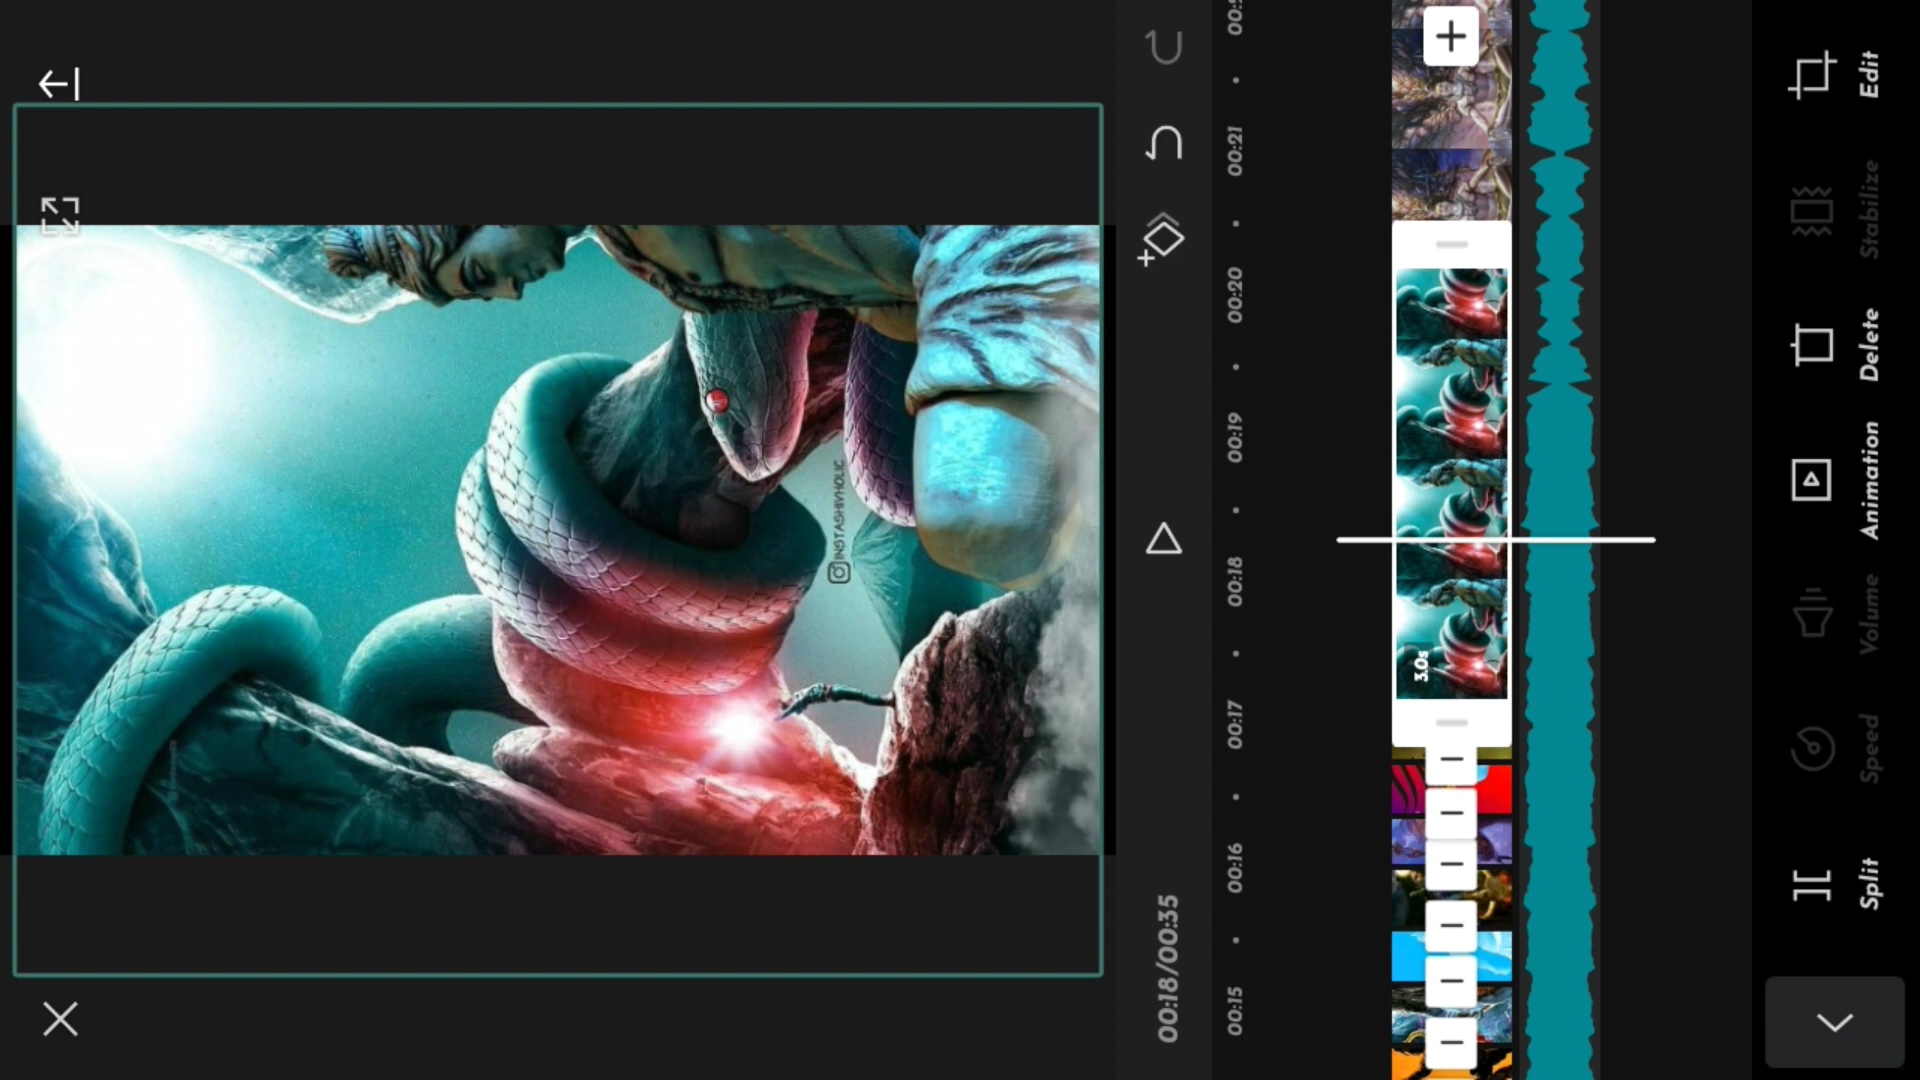 INSTASHIVHOLIC
00:18/00:35
00:15
00:16
00:17
00:18
00:19
00:20
00:21
3.0s
Split
Speed
Volume
Animation
Delete
Stabilize
Edit